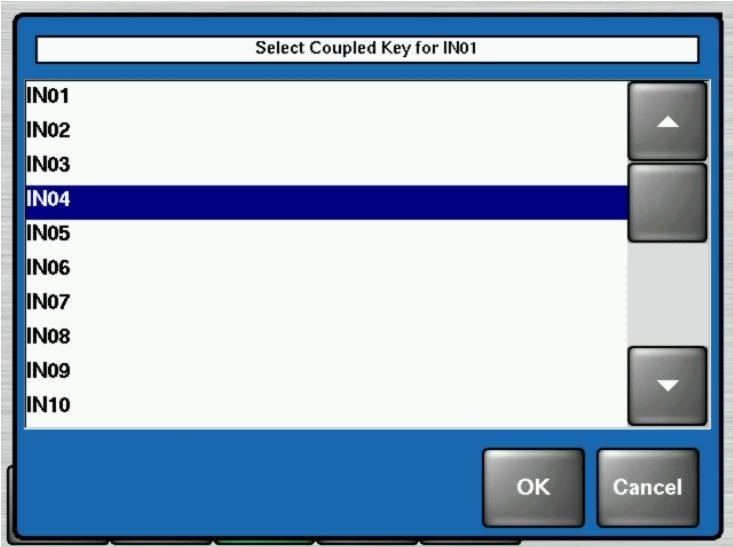 Select Coupled Key for IN01
IN01
IN02
IN03
IN04
IN05
IN06
IN07
IN08
IN09
IN10
OK
Cancel